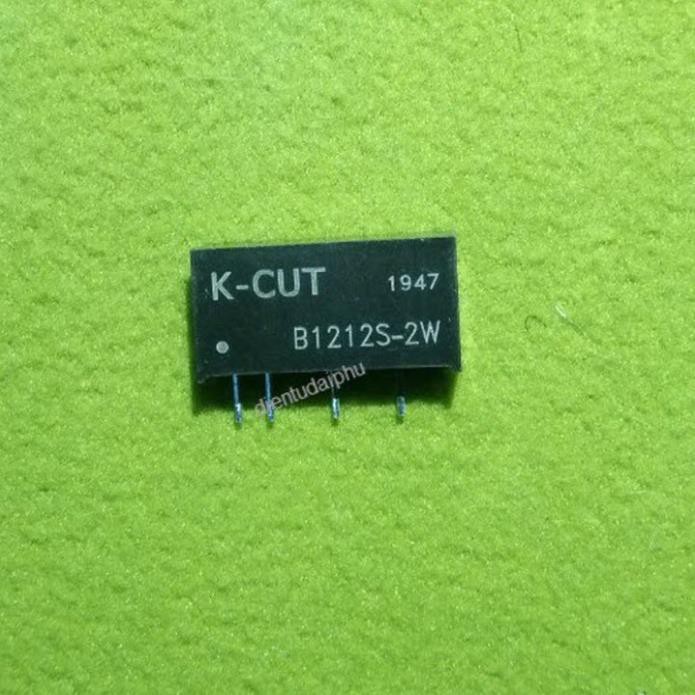 K-CUT 1947
B1212S-2W
dientudaiphu